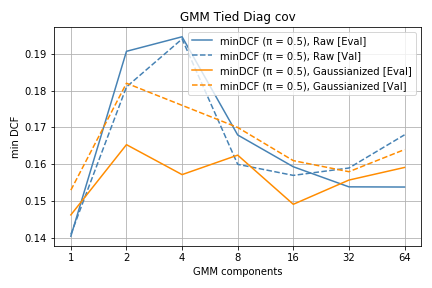 GMM Tied Diag cov
minDCF (π = 0.5), Raw [Eval]
minDCF (π = 0.5), Raw [Val]
minDCF (π = 0.5), Gaussianized [Eval]
minDCF (π = 0.5), Gaussianized [Val]
min DCF
0.19
0.18
0.17
0.16
0.15
0.14
1 2 4 8 16 32 64
GMM components